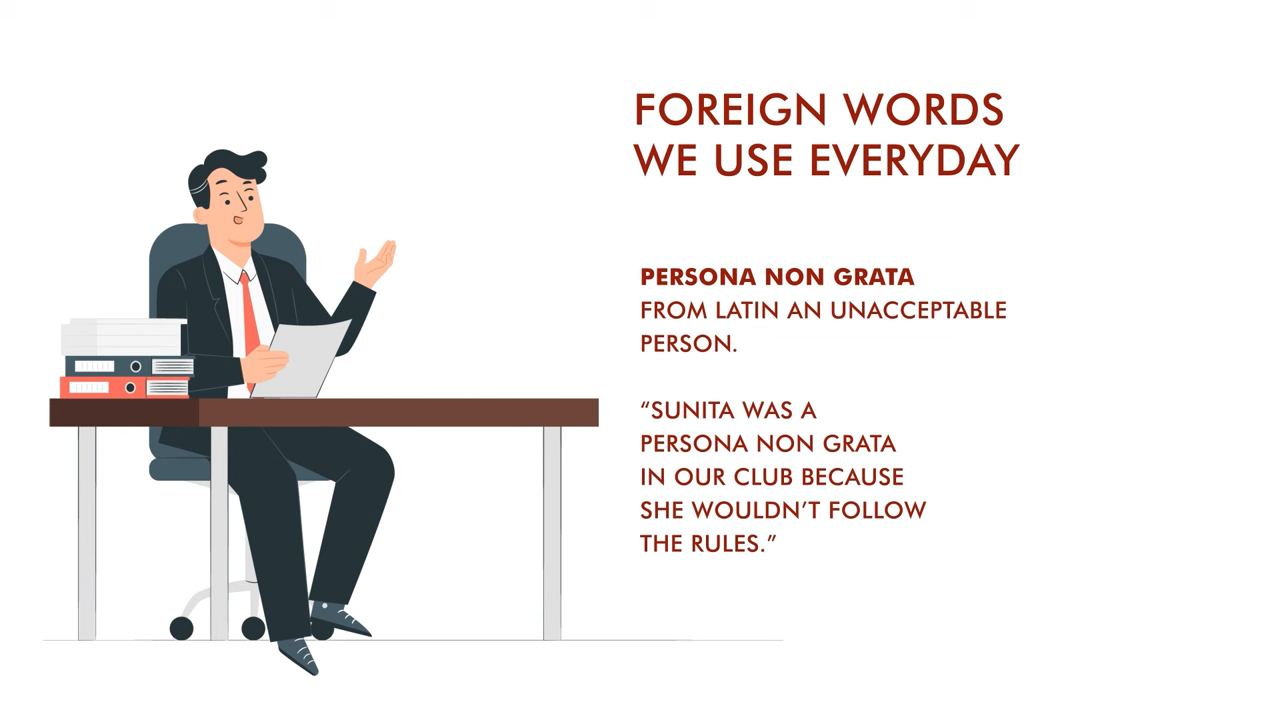 FOREIGN WORDS
WE USE EVERYDAY
PERSONA NON GRATA
FROM LATIN AN UNACCEPTABLE
PERSON.
“SUNITA WAS A
PERSONA NON GRATA
IN OUR CLUB BECAUSE
SHE WOULDN’T FOLLOW
THE RULES.”